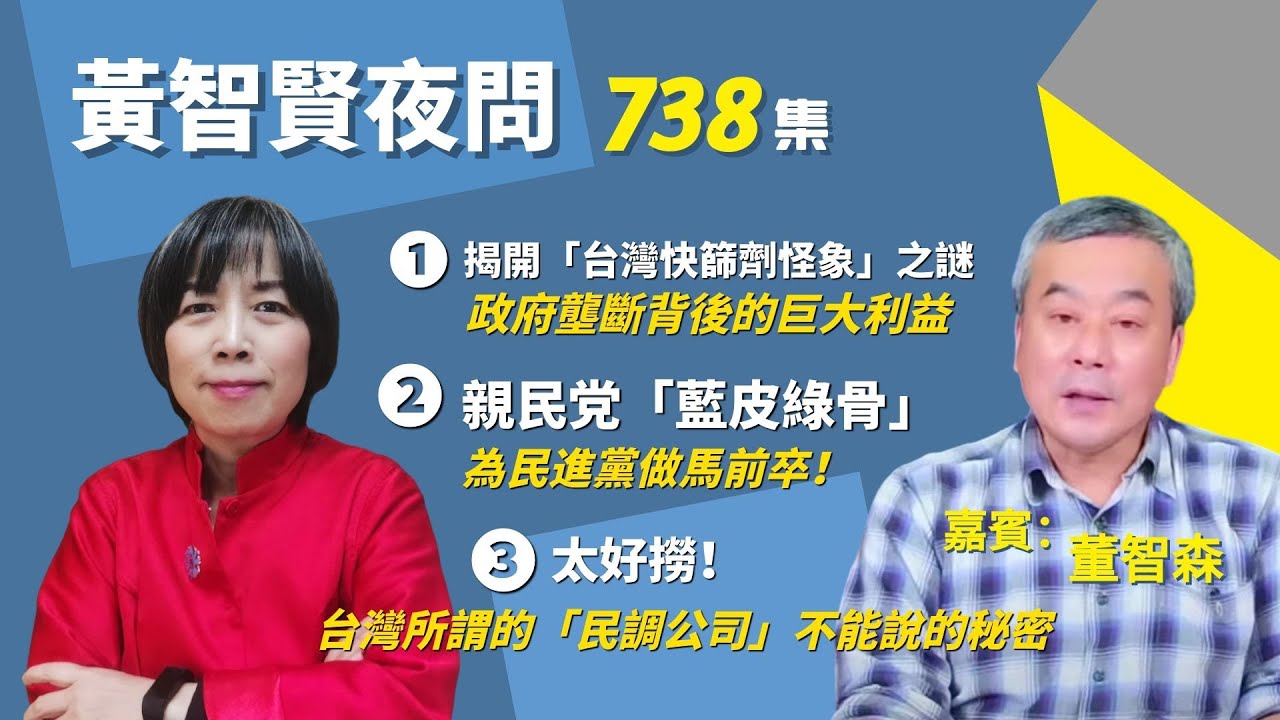 黃智賢夜問 738集
1 揭開「台灣快篩劑怪象」之謎
政府壟斷背後的巨大利益
2 親民党「藍皮綠骨」
為民進黨做馬前卒!
3 太好撈!
台灣所謂的「民調公司」不能說的秘密
嘉賓:董智森